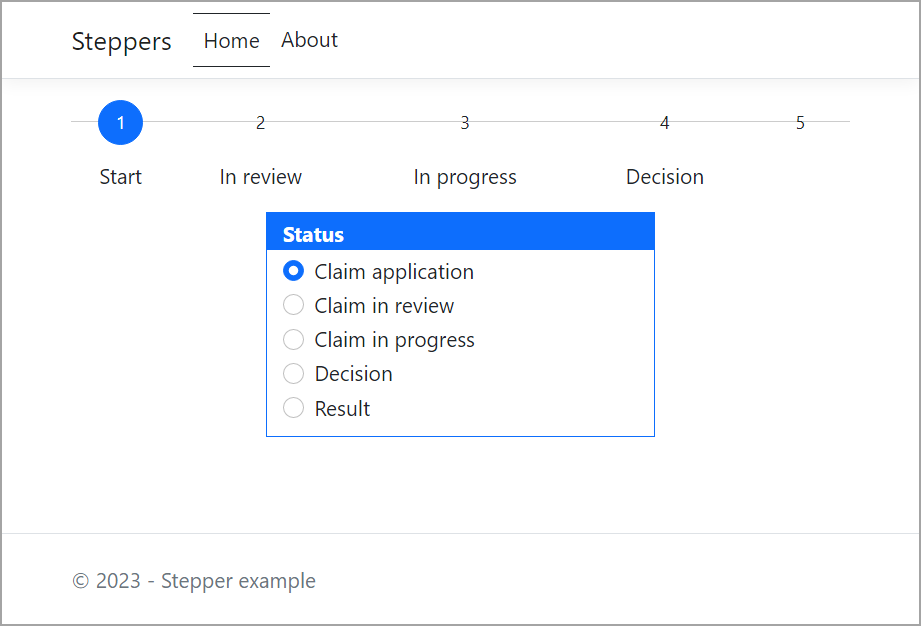 Steppers Home About
1 2 3 4 5
Start In review In progress Decision
Status
Claim application
Claim in review
Claim in progress
Decision
Result
© 2023 - Stepper example